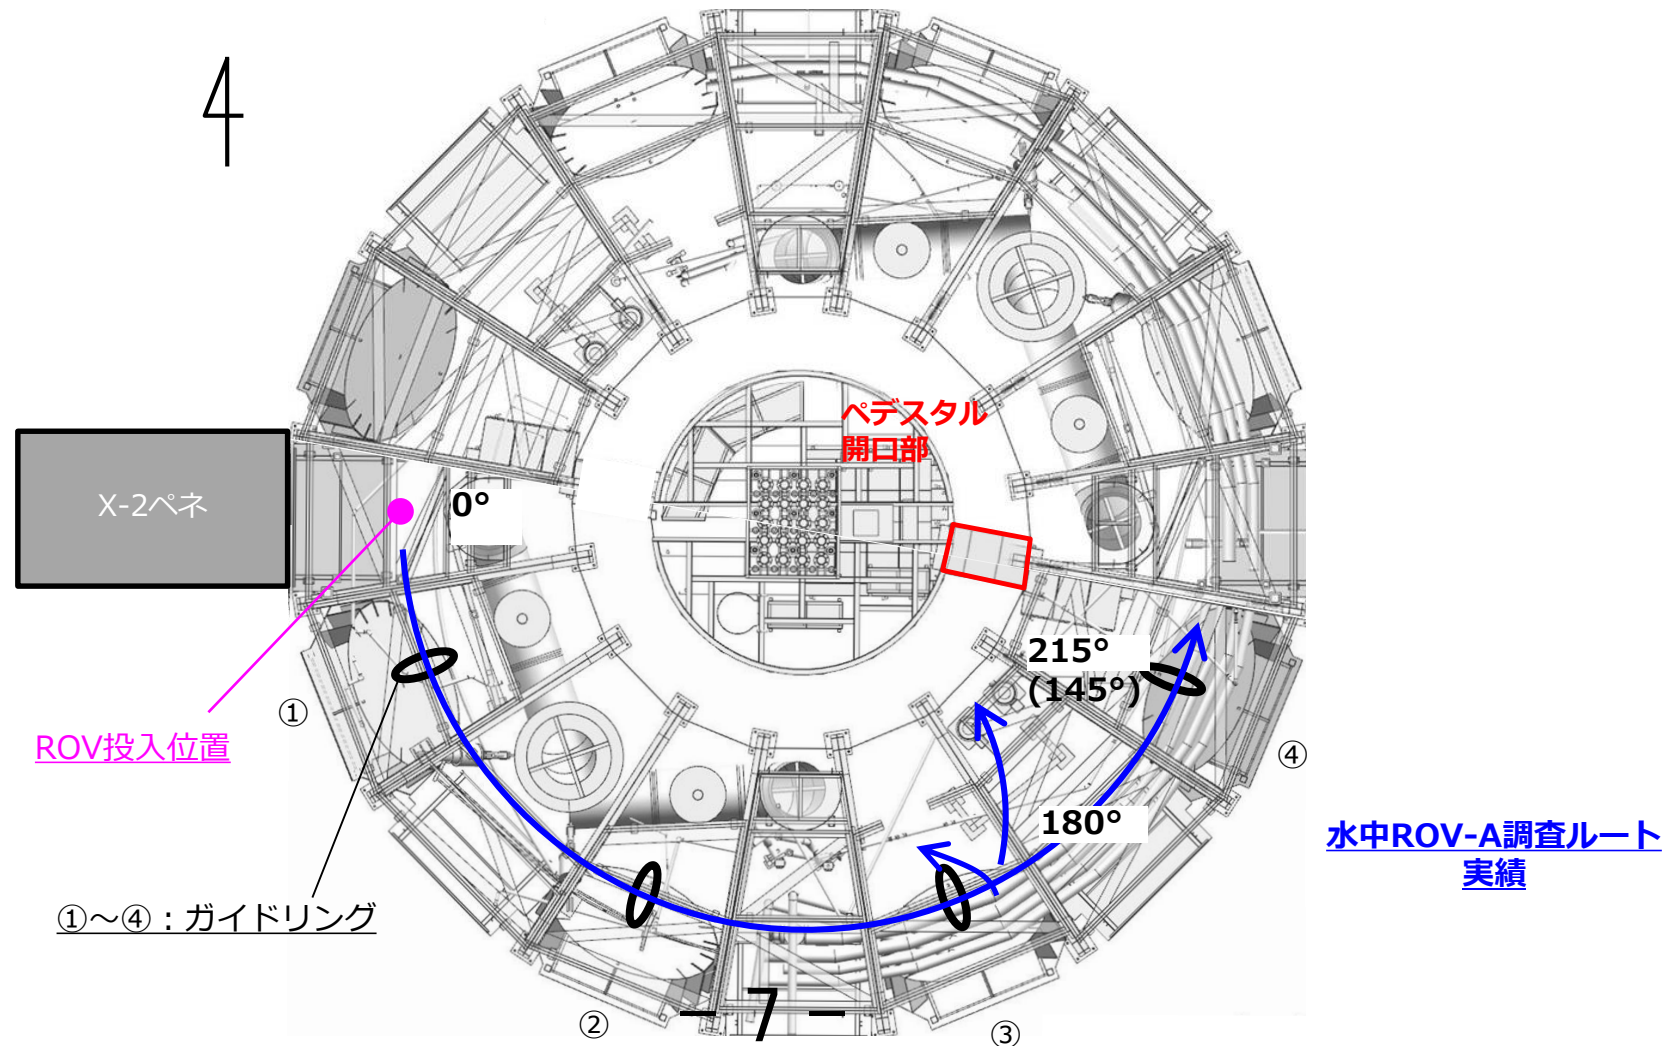 ペデスタル
開口部
X-2ペネ
0°
215°
(145°)
①
ROV投入位置
④
180°
水中ROV-A調査ルート
実績
①～④：ガイドリング
②
③
- 7 -